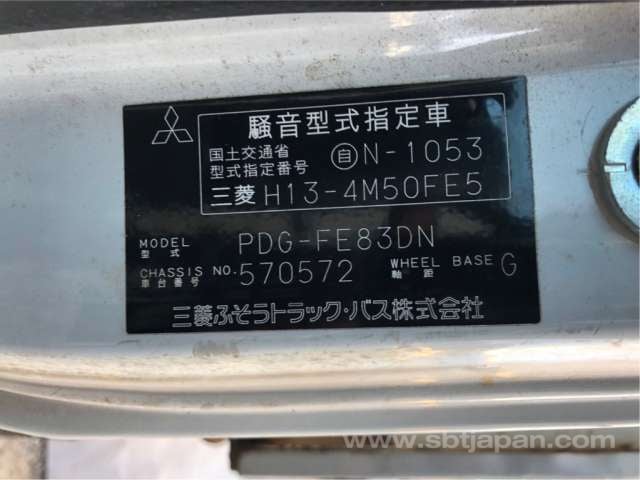 騒音型式指定車
国土交通省
型式指定番号 自 N-1053
三菱 H13-4M50FE5
MODEL PDG-FE83DN
型式
CHASSIS NO. 570572 WHEEL BASE G
車台番号 軸距
三菱ふそうトラック・バス株式会社
www.sbtjapan.com